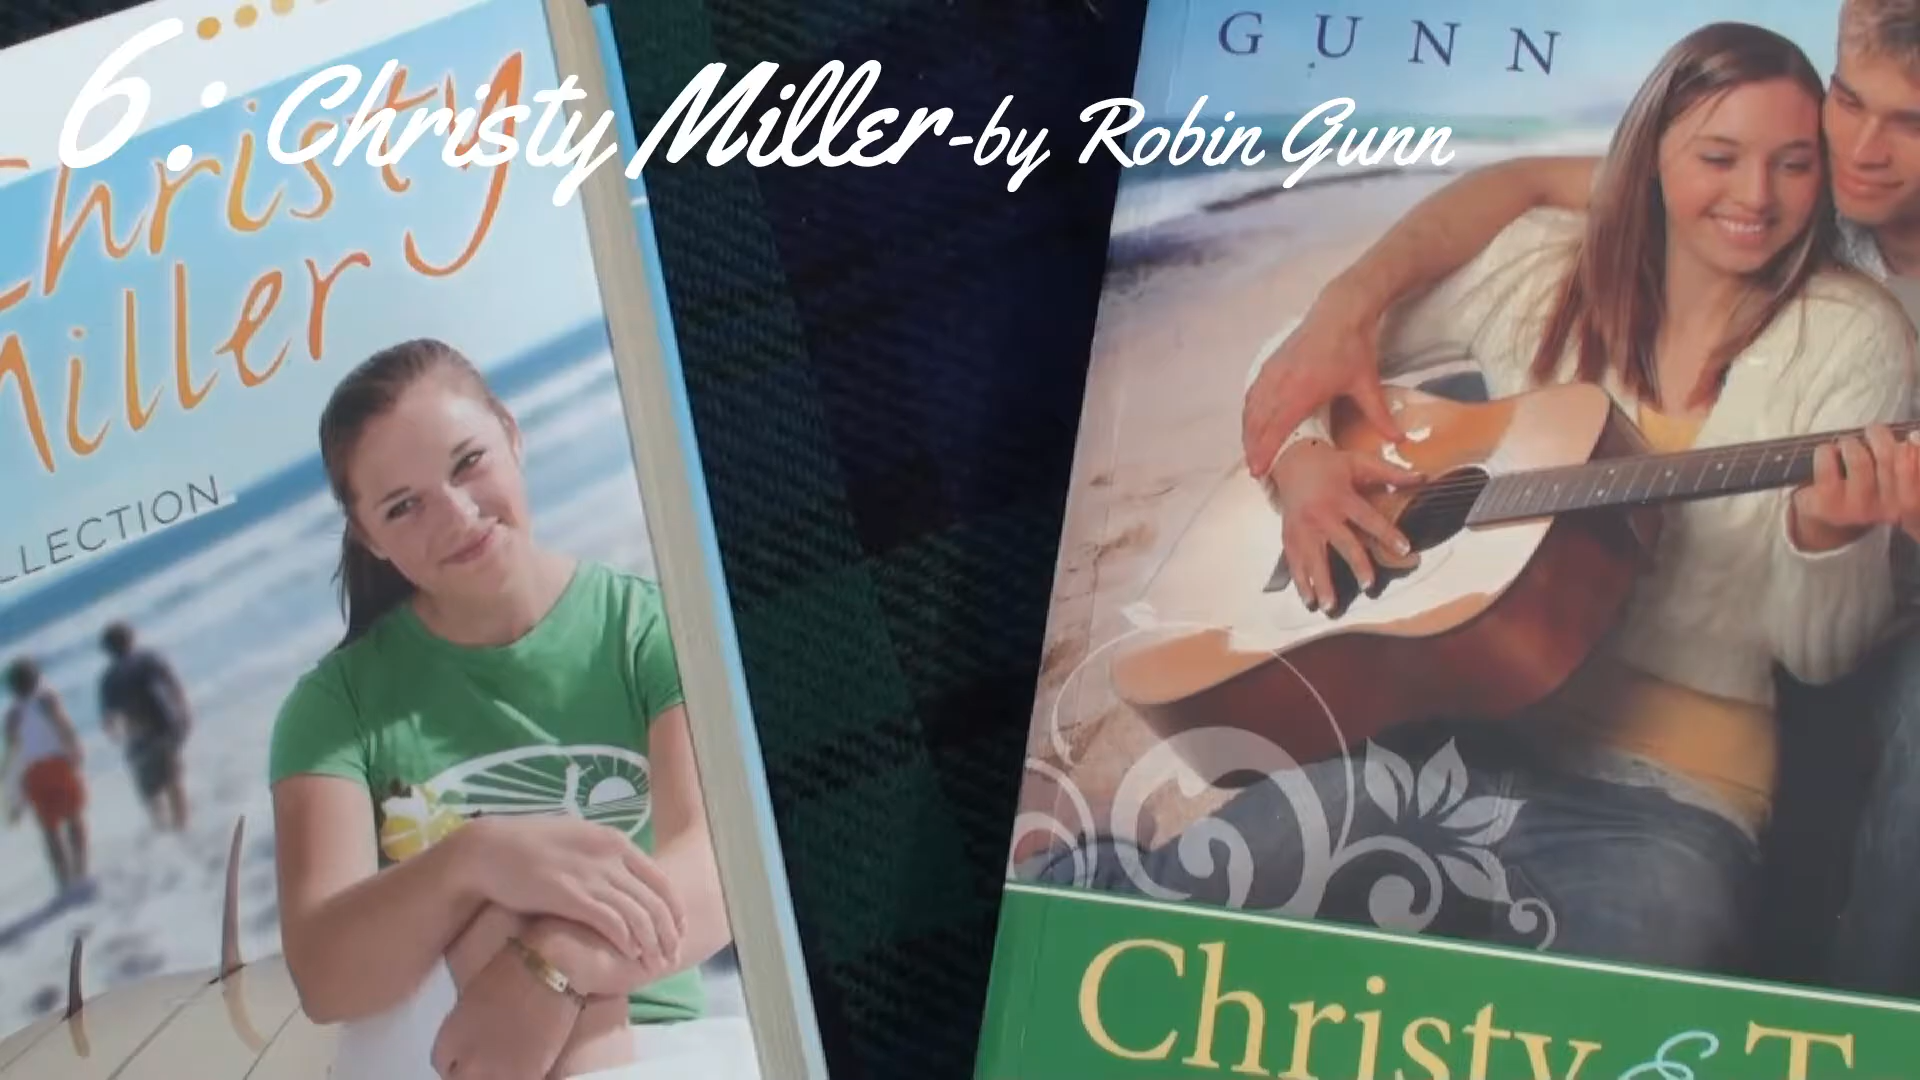 6: Christy Miller-by Robin Gunn
Christy
Miller
LLECTION
GUNN
Christy & T